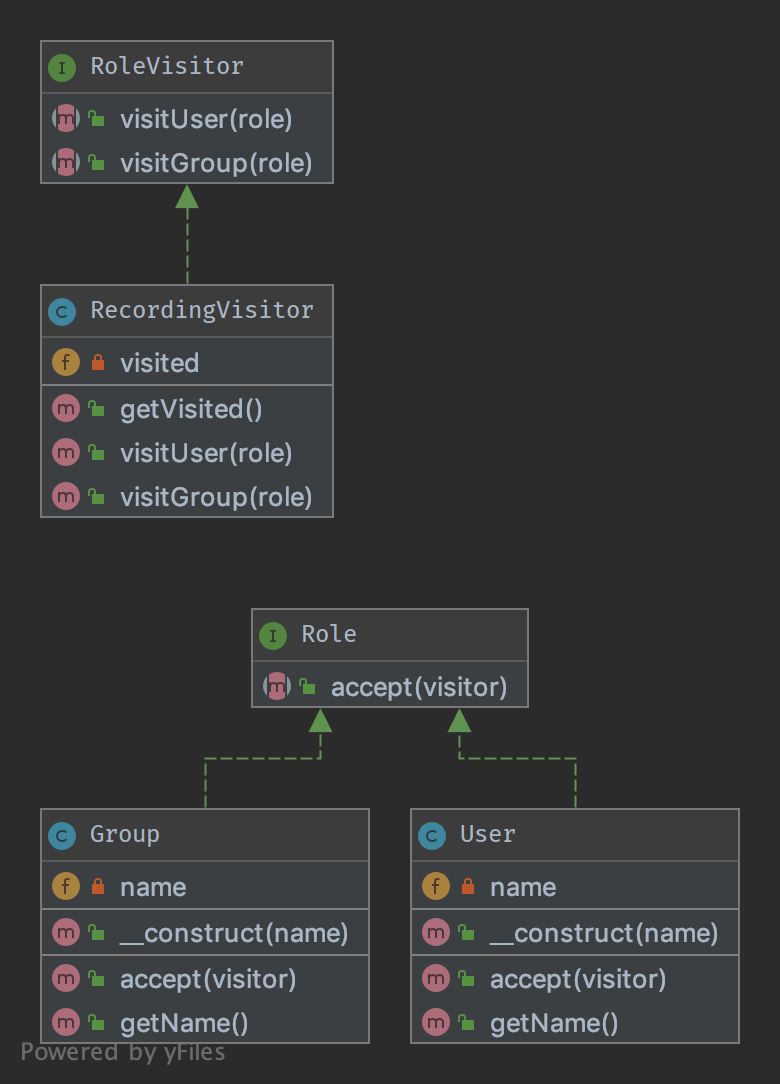 RoleVisitor
visitUser(role)
visitGroup(role)
RecordingVisitor
visited
getVisited()
visitUser(role)
visitGroup(role)
Role
accept(visitor)
Group
name
__construct(name)
accept(visitor)
getName()
User
name
__construct(name)
accept(visitor)
getName()
Powered by yFiles